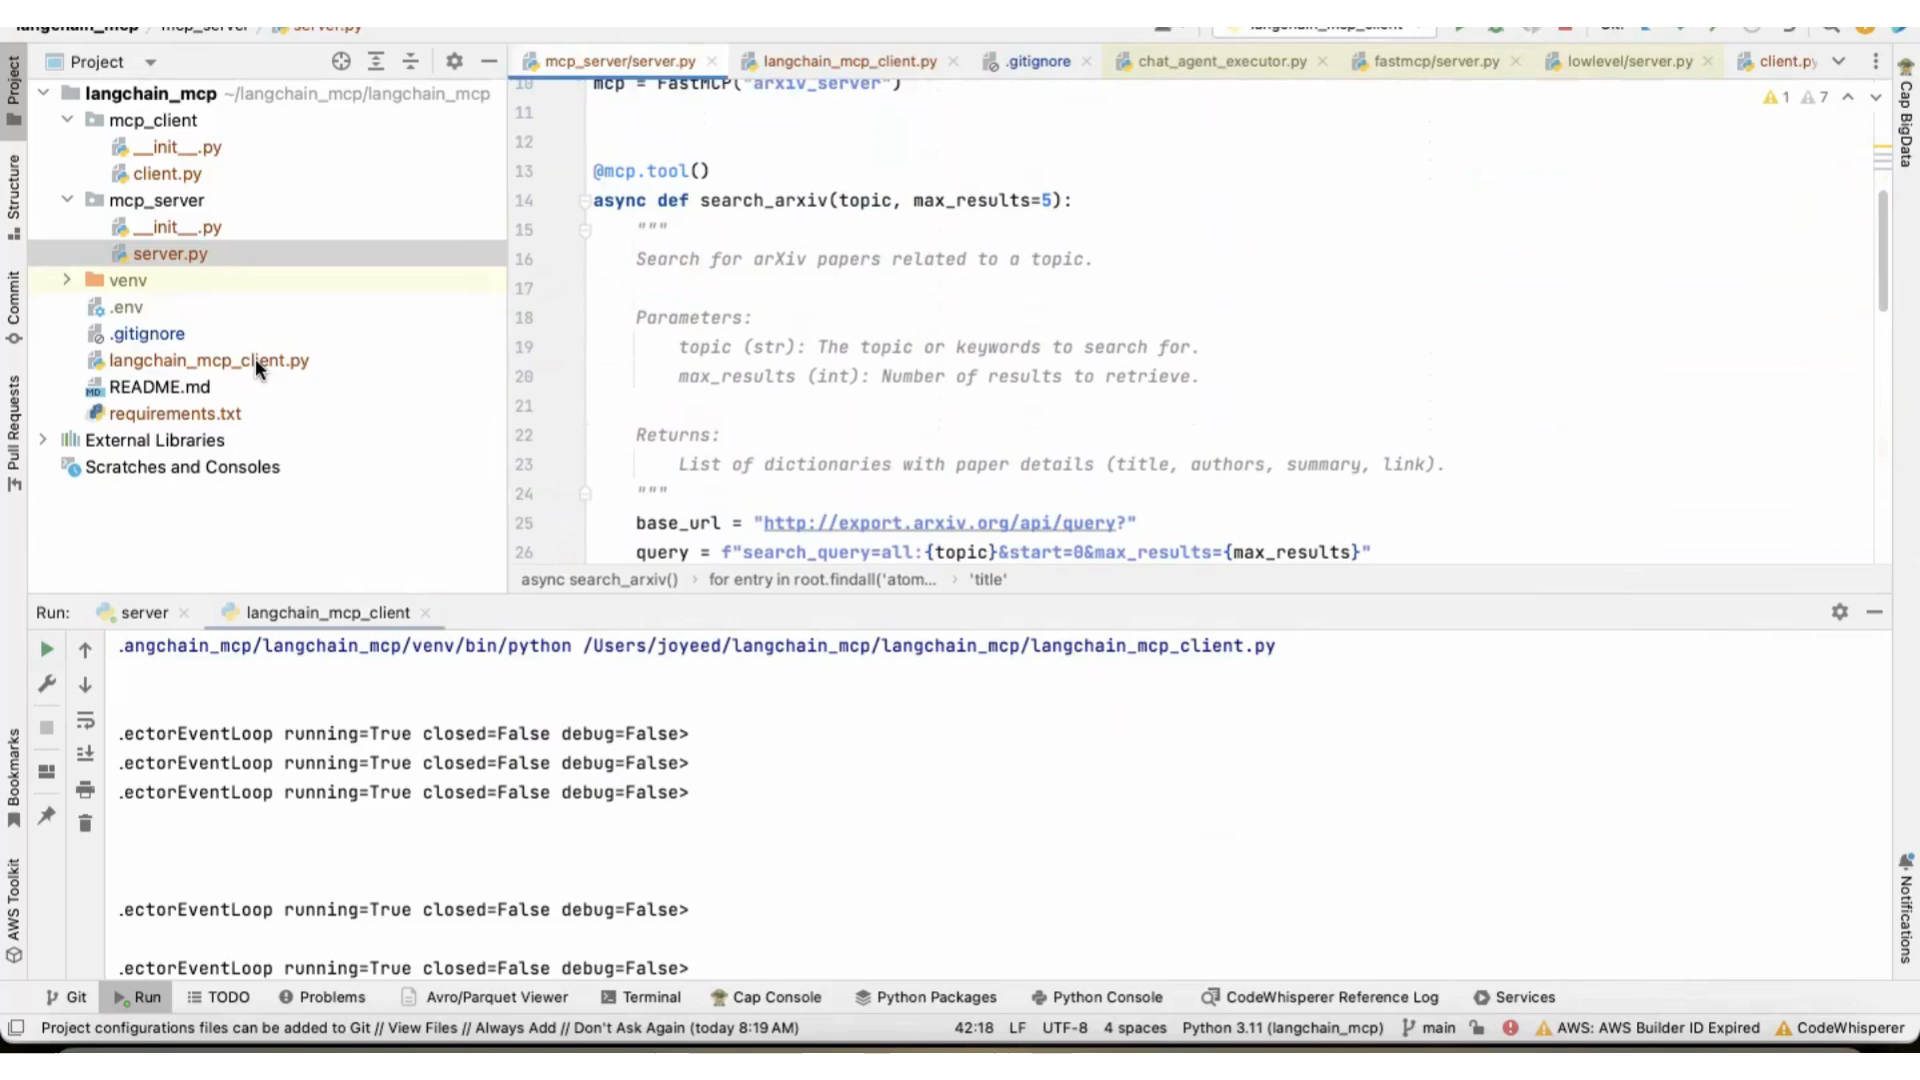 langchain_mcp / mcp_server / server.py
langchain_mcp_client
Project
mcp_server/server.py
langchain_mcp_client.py
.gitignore
chat_agent_executor.py
fastmcp/server.py
lowlevel/server.py
client.py
langchain_mcp ~/langchain_mcp/langchain_mcp
mcp_client
__init__.py
client.py
mcp_server
__init__.py
server.py
venv
.env
.gitignore
langchain_mcp_client.py
README.md
requirements.txt
External Libraries
Scratches and Consoles
Project
Structure
Commit
Pull Requests
Bookmarks
AWS Toolkit
10 mcp = FastMCP("arxiv_server")
11
12
13 @mcp.tool()
14 async def search_arxiv(topic, max_results=5):
15 """
16 Search for arXiv papers related to a topic.
17
18 Parameters:
19 topic (str): The topic or keywords to search for.
20 max_results (int): Number of results to retrieve.
21
22 Returns:
23 List of dictionaries with paper details (title, authors, summary, link).
24 """
25 base_url = "http://export.arxiv.org/api/query?"
26 query = f"search_query=all:{topic}&start=0&max_results={max_results}"
1 7
async search_arxiv() › for entry in root.findall('atom... › 'title'
Cap BigData
Notifications
Run: server langchain_mcp_client
.angchain_mcp/langchain_mcp/venv/bin/python /Users/joyeed/langchain_mcp/langchain_mcp/langchain_mcp_client.py
.ectorEventLoop running=True closed=False debug=False>
.ectorEventLoop running=True closed=False debug=False>
.ectorEventLoop running=True closed=False debug=False>
.ectorEventLoop running=True closed=False debug=False>
.ectorEventLoop running=True closed=False debug=False>
Git Run TODO Problems Avro/Parquet Viewer Terminal Cap Console Python Packages Python Console CodeWhisperer Reference Log Services
Project configurations files can be added to Git // View Files // Always Add // Don't Ask Again (today 8:19 AM) 42:18 LF UTF-8 4 spaces Python 3.11 (langchain_mcp) main AWS: AWS Builder ID Expired CodeWhisperer